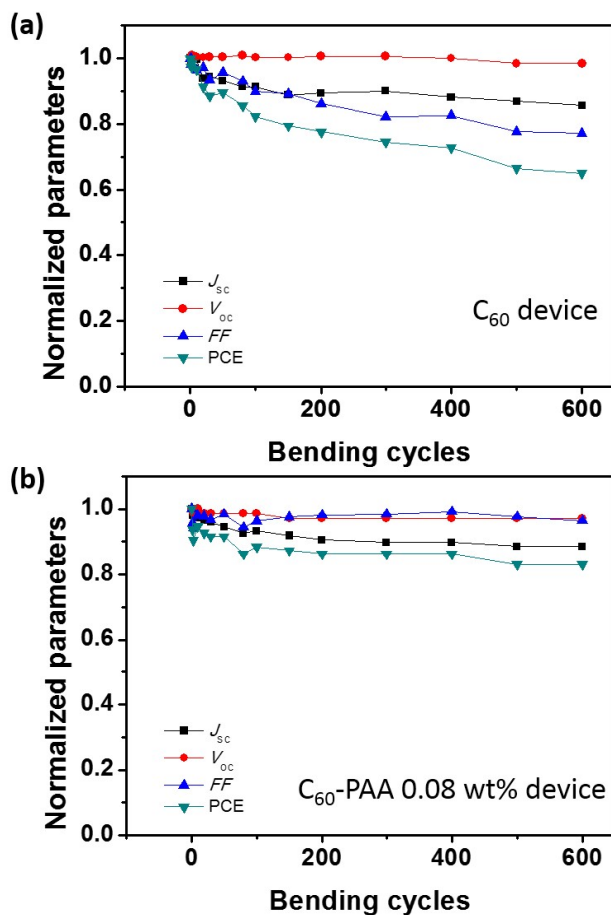 (a)
Normalized parameters
1.0
0.8
0.6
0.4
0.2
0.0
J_sc
V_oc
FF
PCE
C₆₀ device
0 200 400 600
Bending cycles
(b)
Normalized parameters
1.0
0.8
0.6
0.4
0.2
0.0
J_sc
V_oc
FF
PCE
C₆₀-PAA 0.08 wt% device
0 200 400 600
Bending cycles